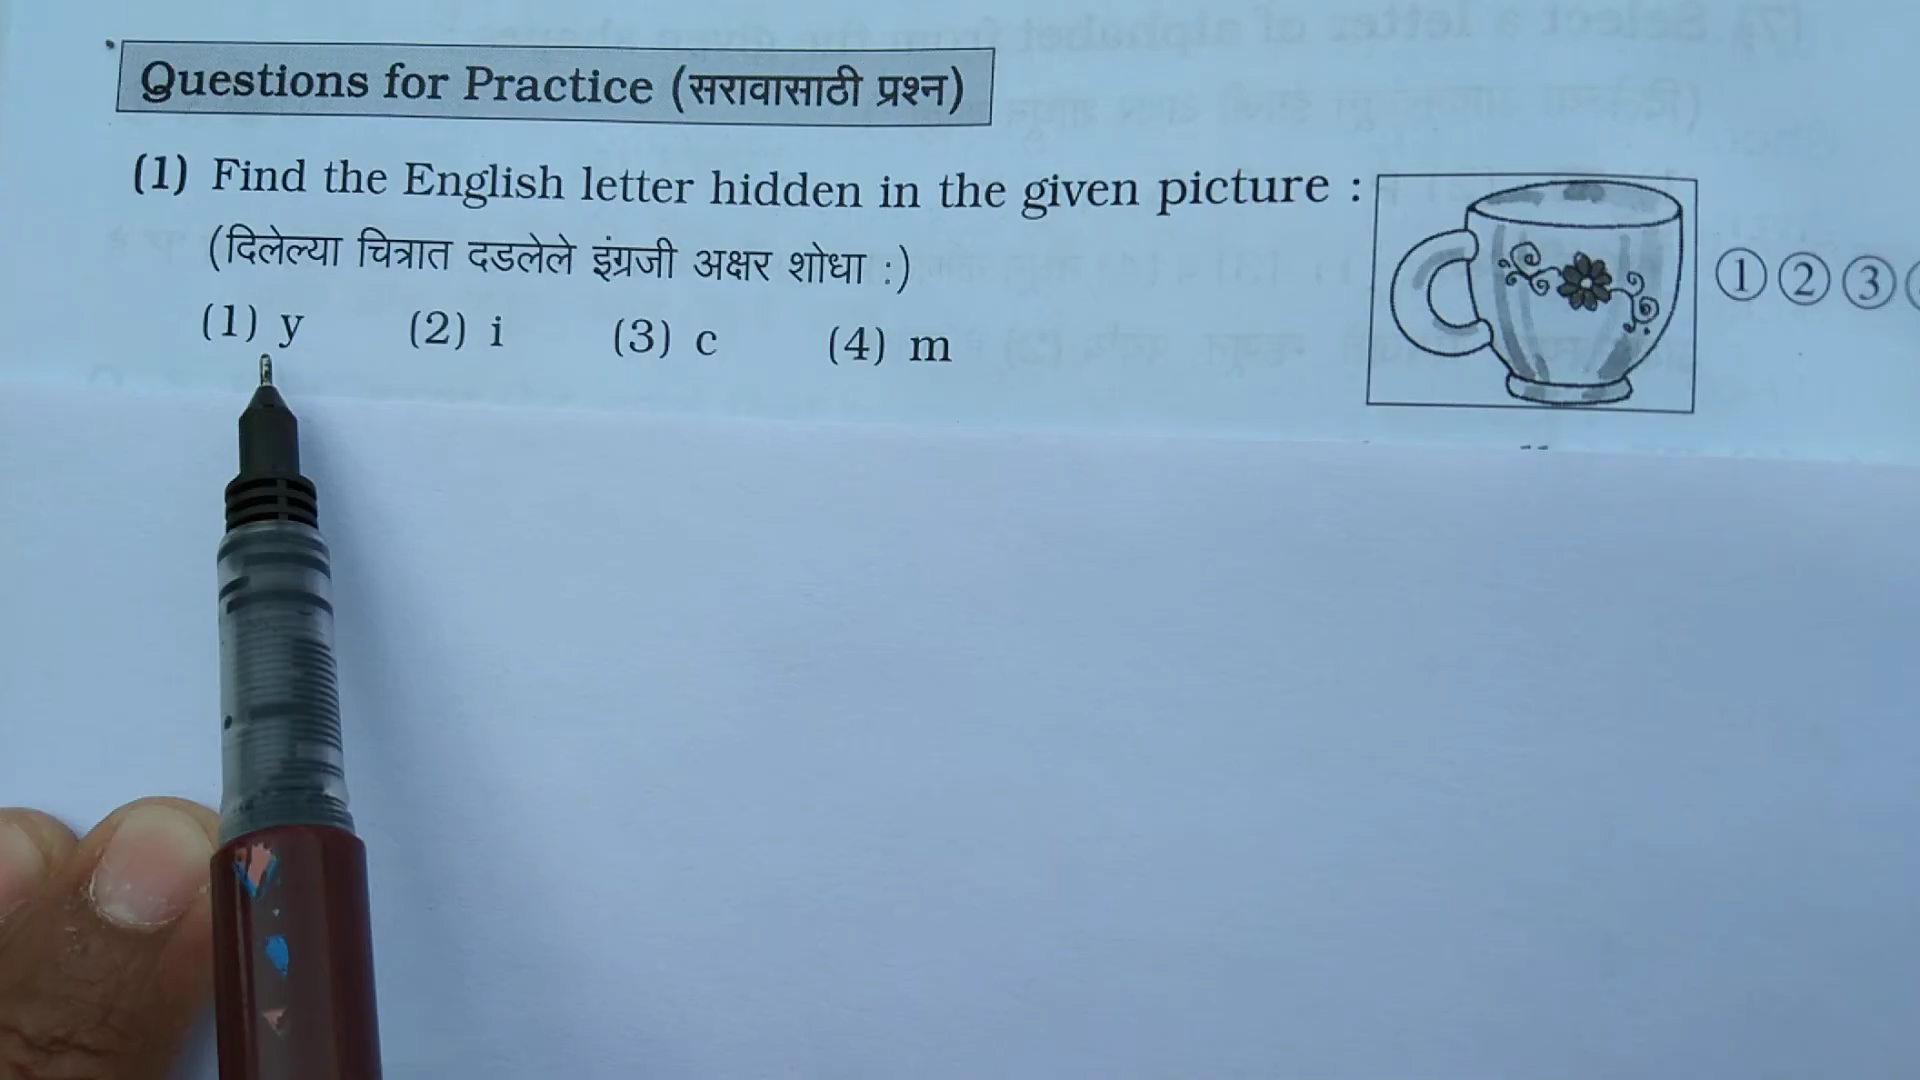 Questions for Practice (सरावासाठी प्रश्न)
(1) Find the English letter hidden in the given picture :
(दिलेल्या चित्रात दडलेले इंग्रजी अक्षर शोधा :)
(1) y (2) i (3) c (4) m
① ② ③